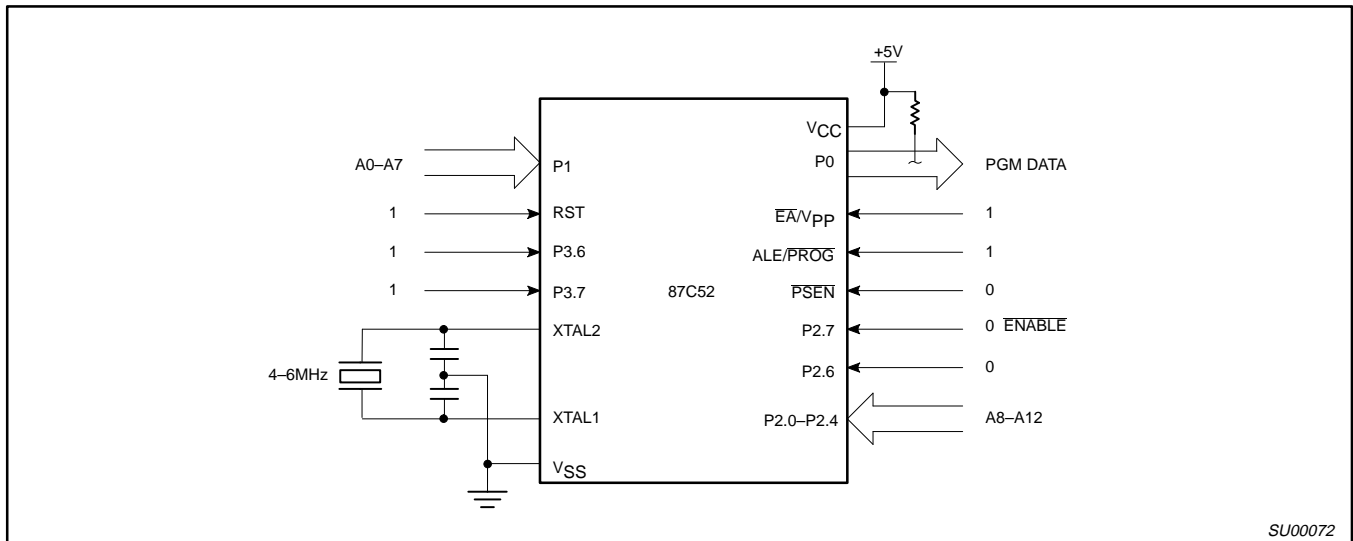 +5V
VCC
A0–A7
P1
P0
PGM DATA
1
RST
EA/VPP
1
1
P3.6
ALE/PROG
1
1
P3.7
87C52
PSEN
0
XTAL2
P2.7
0 ENABLE
4–6MHz
P2.6
0
XTAL1
P2.0–P2.4
A8–A12
VSS
SU00072